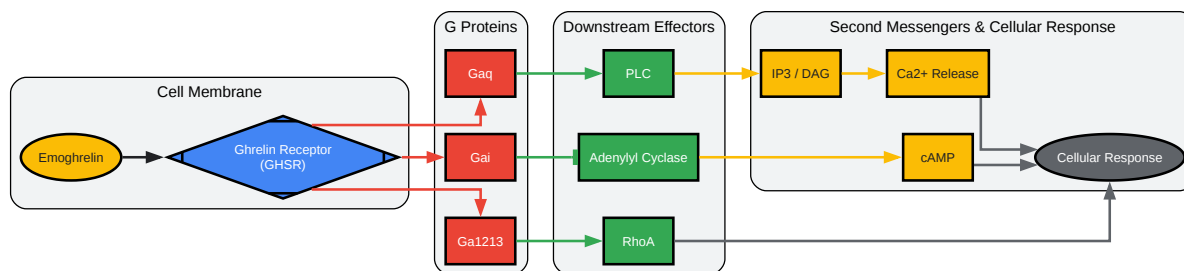 G Proteins
Downstream Effectors
Second Messengers & Cellular Response
Cell Membrane
Gaq
PLC
IP3 / DAG
Ca2+ Release
Emoghrelin
Ghrelin Receptor
(GHSR)
Gai
Adenylyl Cyclase
cAMP
Cellular Response
Ga1213
RhoA